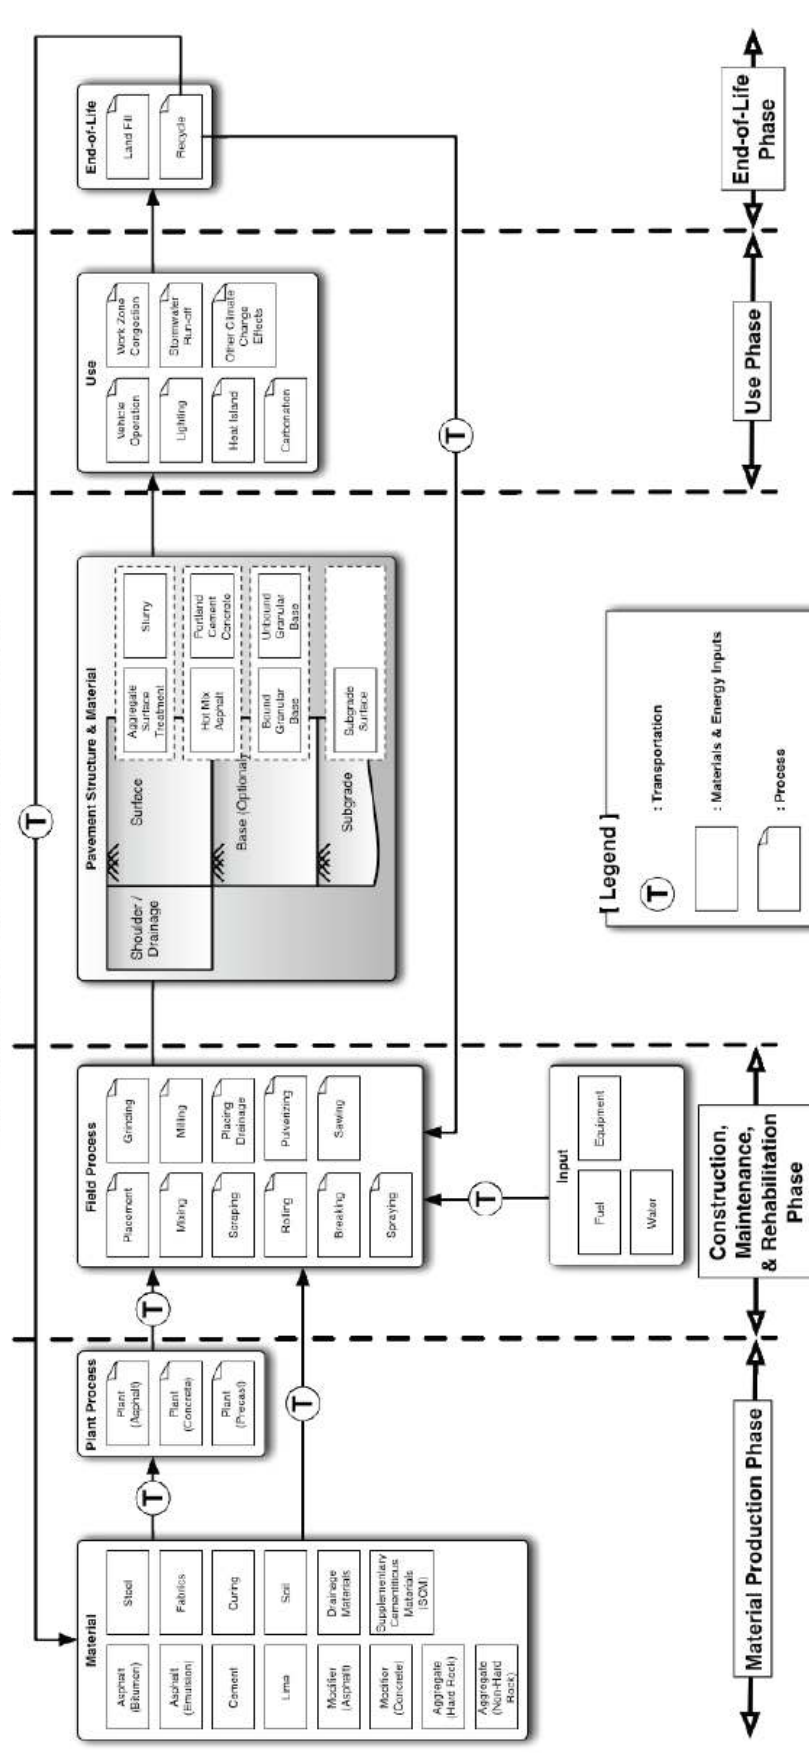 Material
Asphalt
(Bitumen)
Steel
Asphalt
(Emulsion)
Fabrics
Cement
Curing
Lime
Soil
Modifier
(Asphalt)
Drainage
Materials
Modifier
(Concrete)
Supplementary
Cementitious
Materials
(SCM)
Aggregate
(Hard Rock)
Aggregate
(Non-Hard
Rock)
T
T
Plant Process
Plant
(Asphalt)
Plant
(Concrete)
Plant
(Precast)
T
T
Field Process
Placement
Grinding
Mixing
Milling
Scraping
Placing
Drainage
Rolling
Pulverizing
Breaking
Sawing
Spraying
T
Input
Fuel
Equipment
Water
Pavement Structure & Material
Shoulder /
Drainage
Surface
Base (Optional)
Subgrade
Aggregate
Surface
Treatment
Slurry
Hot Mix
Asphalt
Portland
Cement
Concrete
Bound
Granular
Base
Unbound
Granular
Base
Subgrade
Surface
Use
Vehicle
Operation
Work Zone
Congestion
Lighting
Stormwater
Run-off
Heat Island
Other Climate
Change
Effects
Carbonation
T
End-of-Life
Land Fill
Recycle
[ Legend ]
T : Transportation
: Materials & Energy Inputs
: Process
Material Production Phase
Construction,
Maintenance,
& Rehabilitation
Phase
Use Phase
End-of-Life
Phase